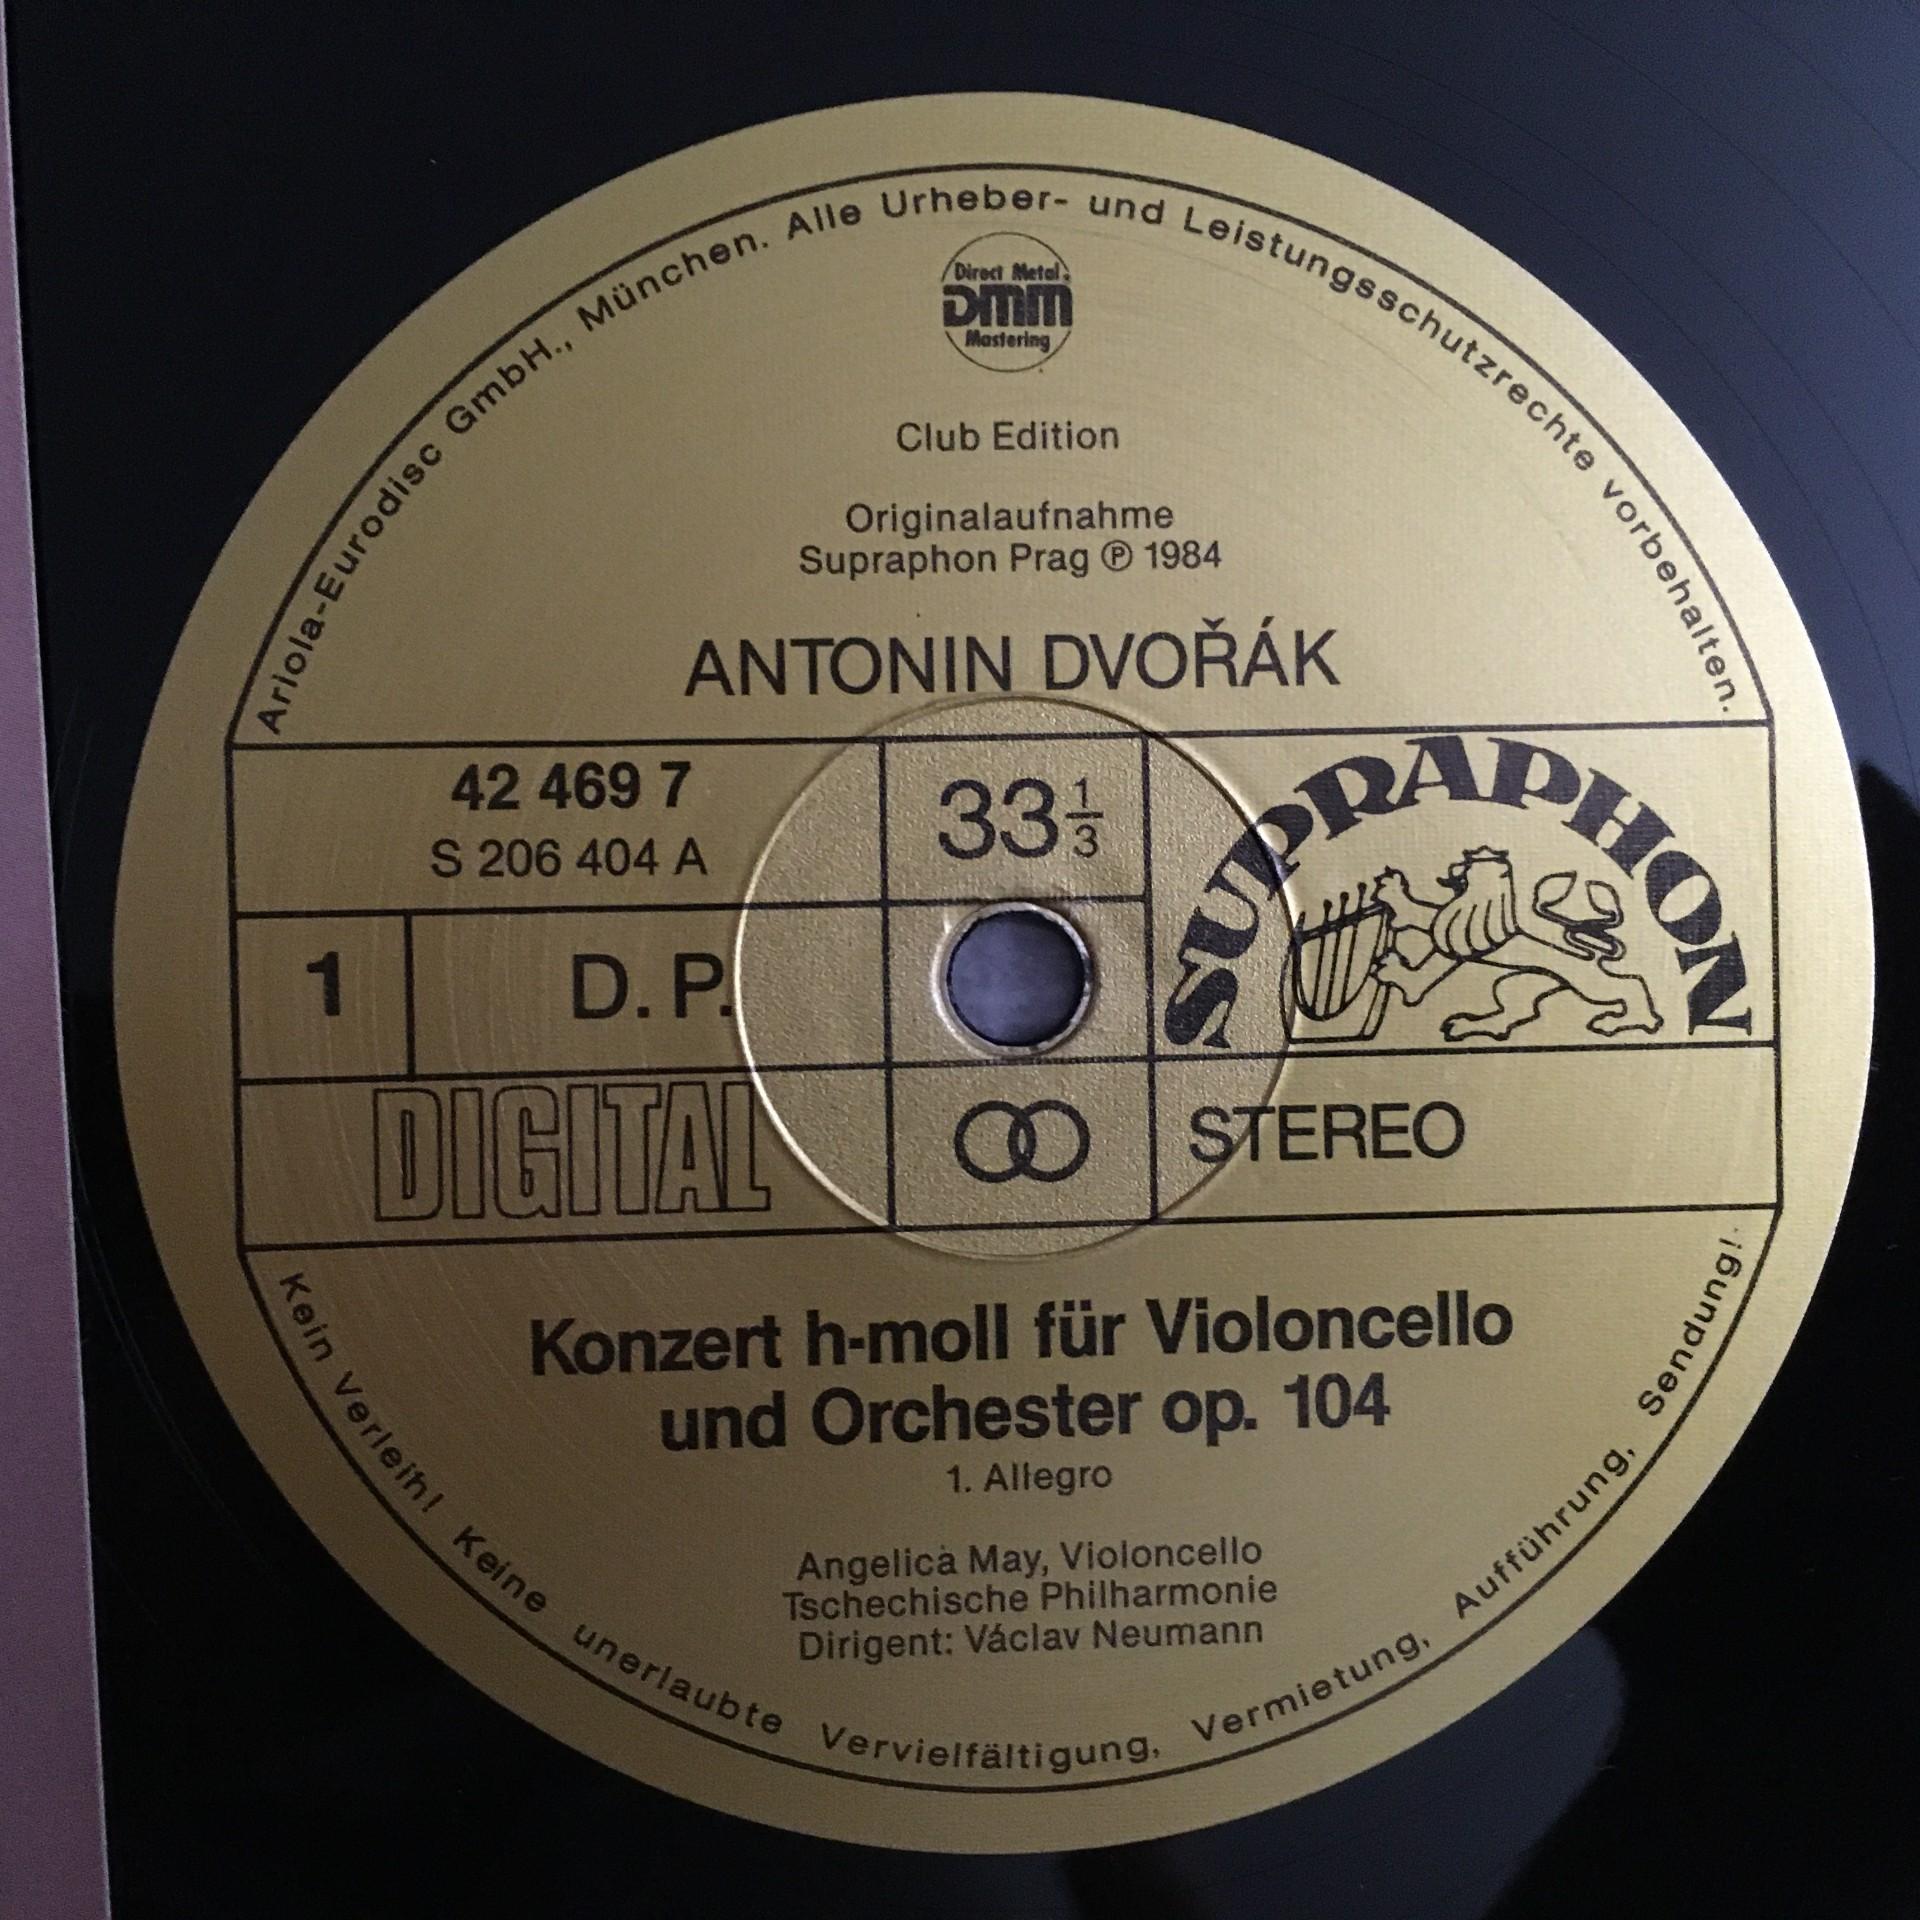 Ariola-Eurodisc GmbH., München. Alle Urheber- und Leistungsschutzrechte vorbehalten.
Direct Metal
DMM
Mastering
Club Edition
Originalaufnahme
Supraphon Prag ℗ 1984
ANTONIN DVOŘÁK
42 469 7
S 206 404 A
33 1/3
SUPRAPHON
1
D. P.
DIGITAL
STEREO
Konzert h-moll für Violoncello
und Orchester op. 104
1. Allegro
Angelica May, Violoncello
Tschechische Philharmonie
Dirigent: Václav Neumann
Kein Verleih! Keine unerlaubte Vervielfältigung, Vermietung, Aufführung, Sendung!